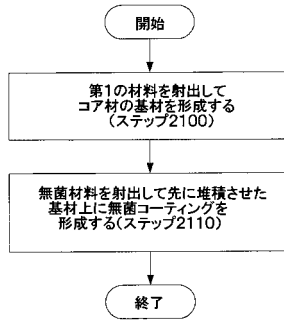 開始
第1の材料を射出して
コア材の基材を形成する
(ステップ2100)
無菌材料を射出して先に堆積させた
基材上に無菌コーティングを
形成する(ステップ2110)
終了